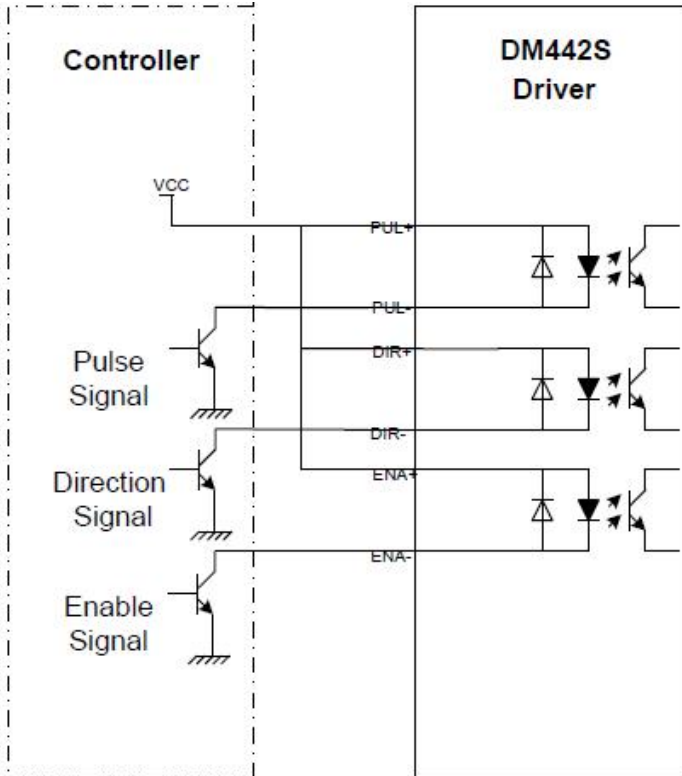 Controller
DM442S
Driver
VCC
PUL+
PUL-
Pulse
Signal
DIR+
DIR-
Direction
Signal
ENA+
ENA-
Enable
Signal